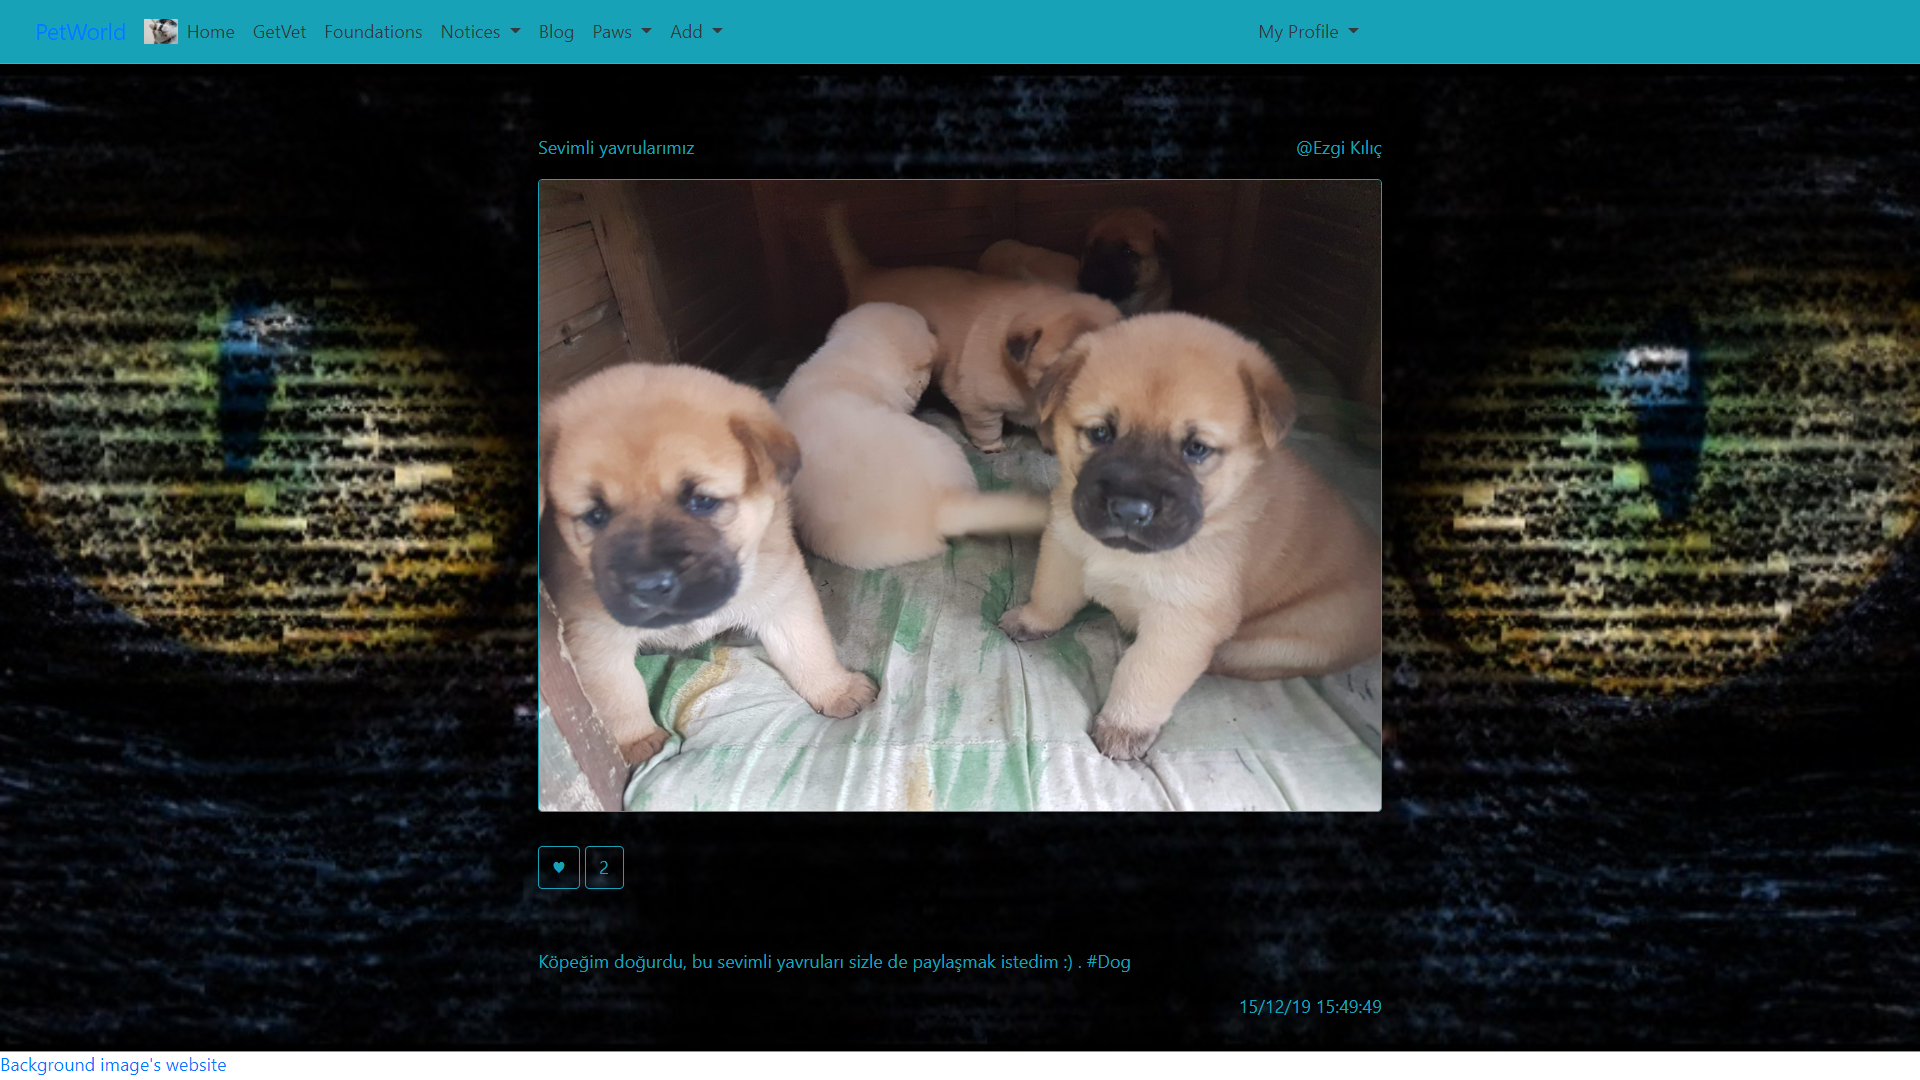 PetWorld Home GetVet Foundations Notices Blog Paws Add My Profile
Sevimli yavrularımız @Ezgi Kılıç
♥ 2
Köpeğim doğurdu, bu sevimli yavruları sizle de paylaşmak istedim :) . #Dog
15/12/19 15:49:49
Background image's website